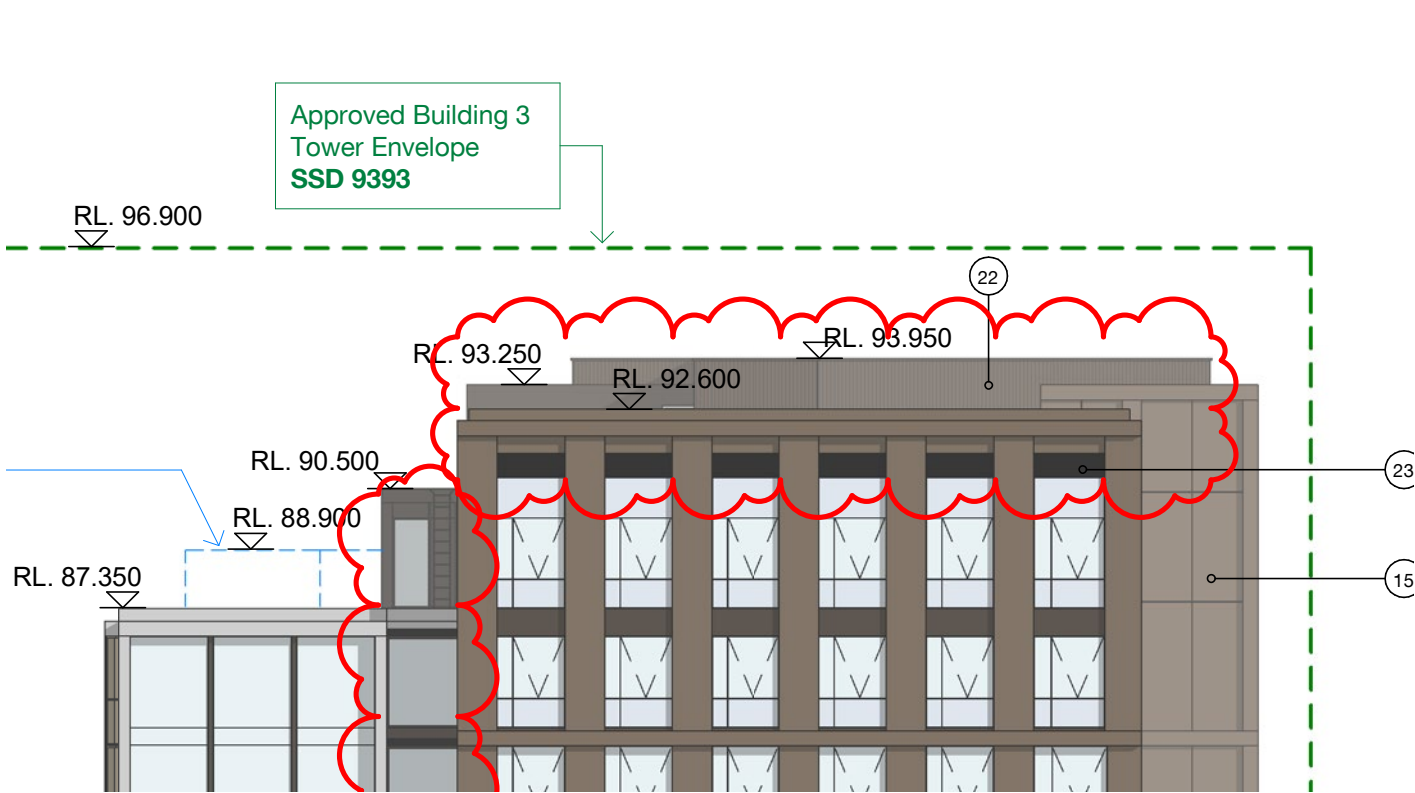 Approved Building 3
Tower Envelope
SSD 9393
RL. 96.900
22
RL. 93.950
RL. 93.250
RL. 92.600
RL. 90.500
23
RL. 88.900
RL. 87.350
15